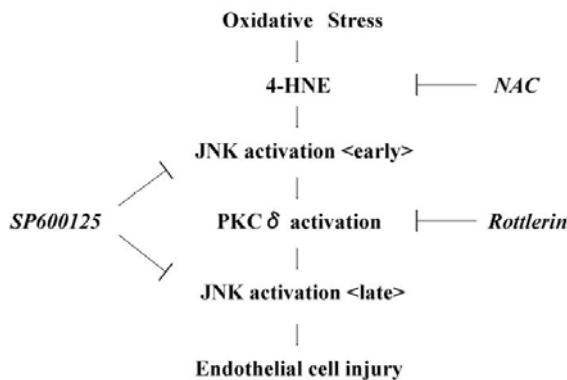 Oxidative Stress
4-HNE
NAC
JNK activation <early>
SP600125
PKC δ activation
Rottlerin
JNK activation <late>
Endothelial cell injury